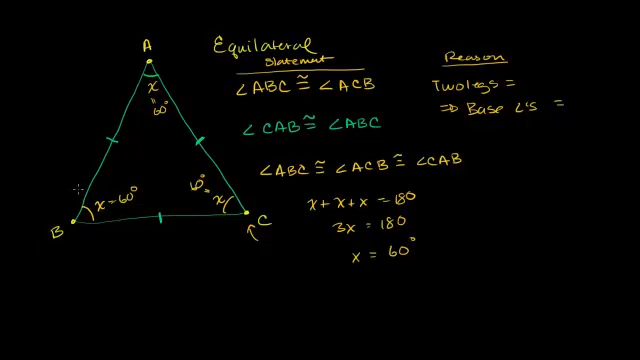 A
Equilateral
Statement
Reason
∠ABC ≅ ∠ACB
Two legs =
⇒ Base ∠'s =
x
"
60°
∠CAB ≅ ∠ABC
∠ABC ≅ ∠ACB ≅ ∠CAB
x = 60°
60° = x
x + x + x = 180
3x = 180
x = 60°
B
C